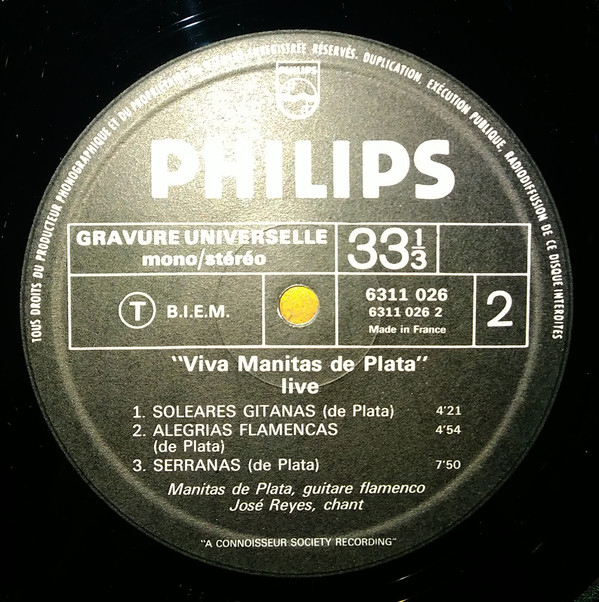 TOUS DROITS DU PRODUCTEUR PHONOGRAPHIQUE ET DU PROPRIÉTAIRE DE L'ŒUVRE ENREGISTRÉE RÉSERVÉS. DUPLICATION, EXÉCUTION PUBLIQUE, RADIODIFFUSION DE CE DISQUE INTERDITES
PHILIPS
PHILIPS
GRAVURE UNIVERSELLE
mono/stéréo
33 1/3
T B.I.E.M.
6311 026
6311 026 2
Made in France
2
"Viva Manitas de Plata"
live
1. SOLEARES GITANAS (de Plata) 4'21
2. ALEGRIAS FLAMENCAS 4'54
(de Plata)
3. SERRANAS (de Plata) 7'50
Manitas de Plata, guitare flamenco
José Reyes, chant
"A CONNOISSEUR SOCIETY RECORDING"